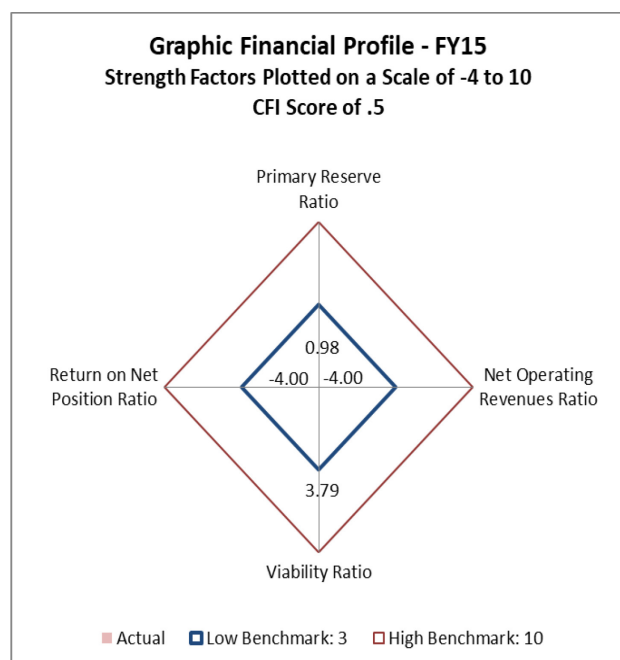 Graphic Financial Profile - FY15
Strength Factors Plotted on a Scale of -4 to 10
CFI Score of .5
Primary Reserve
Ratio
0.98
Return on Net
Position Ratio
-4.00
-4.00
Net Operating
Revenues Ratio
3.79
Viability Ratio
Actual
Low Benchmark: 3
High Benchmark: 10